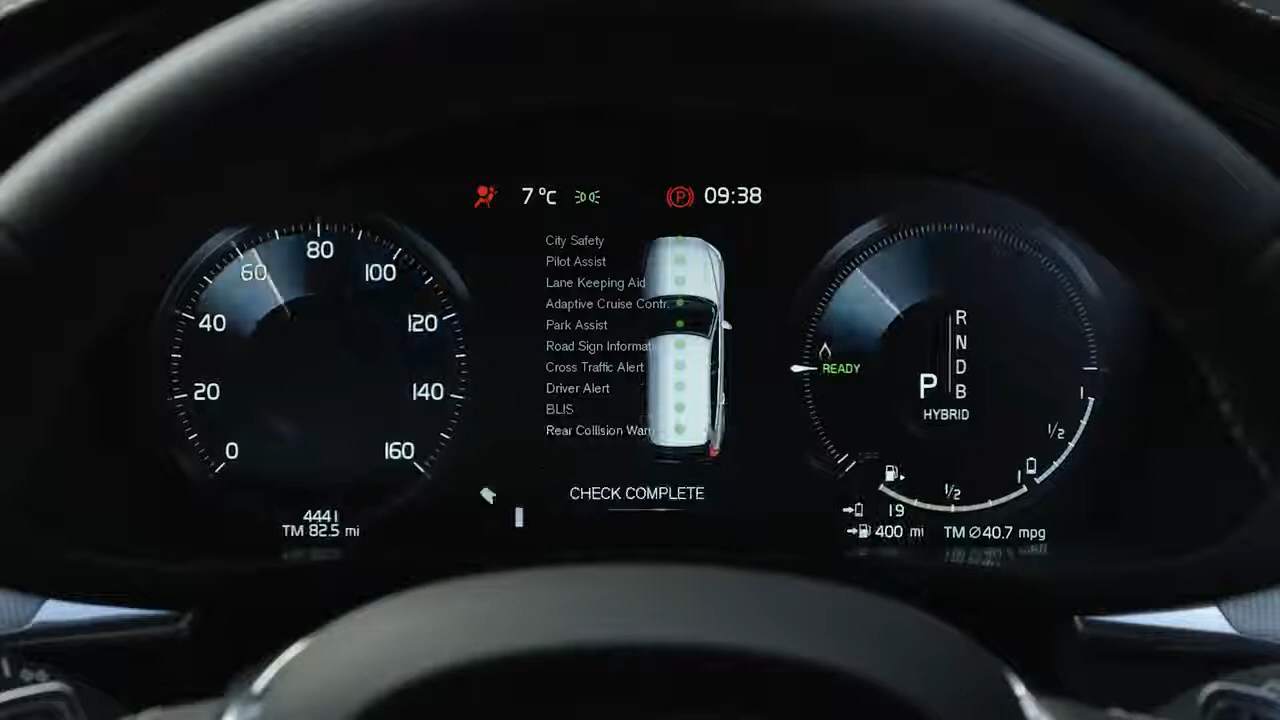 7 °C
P
09:38
City Safety
Pilot Assist
Lane Keeping Aid
Adaptive Cruise Contr.
Park Assist
Road Sign Informat
Cross Traffic Alert
Driver Alert
BLIS
Rear Collision Warn
CHECK COMPLETE
0
20
40
60
80
100
120
140
160
4441
TM 82.5 mi
READY
R
N
D
B
P
HYBRID
1
1/2
1
1/2
19
400 mi
TM Ø40.7 mpg